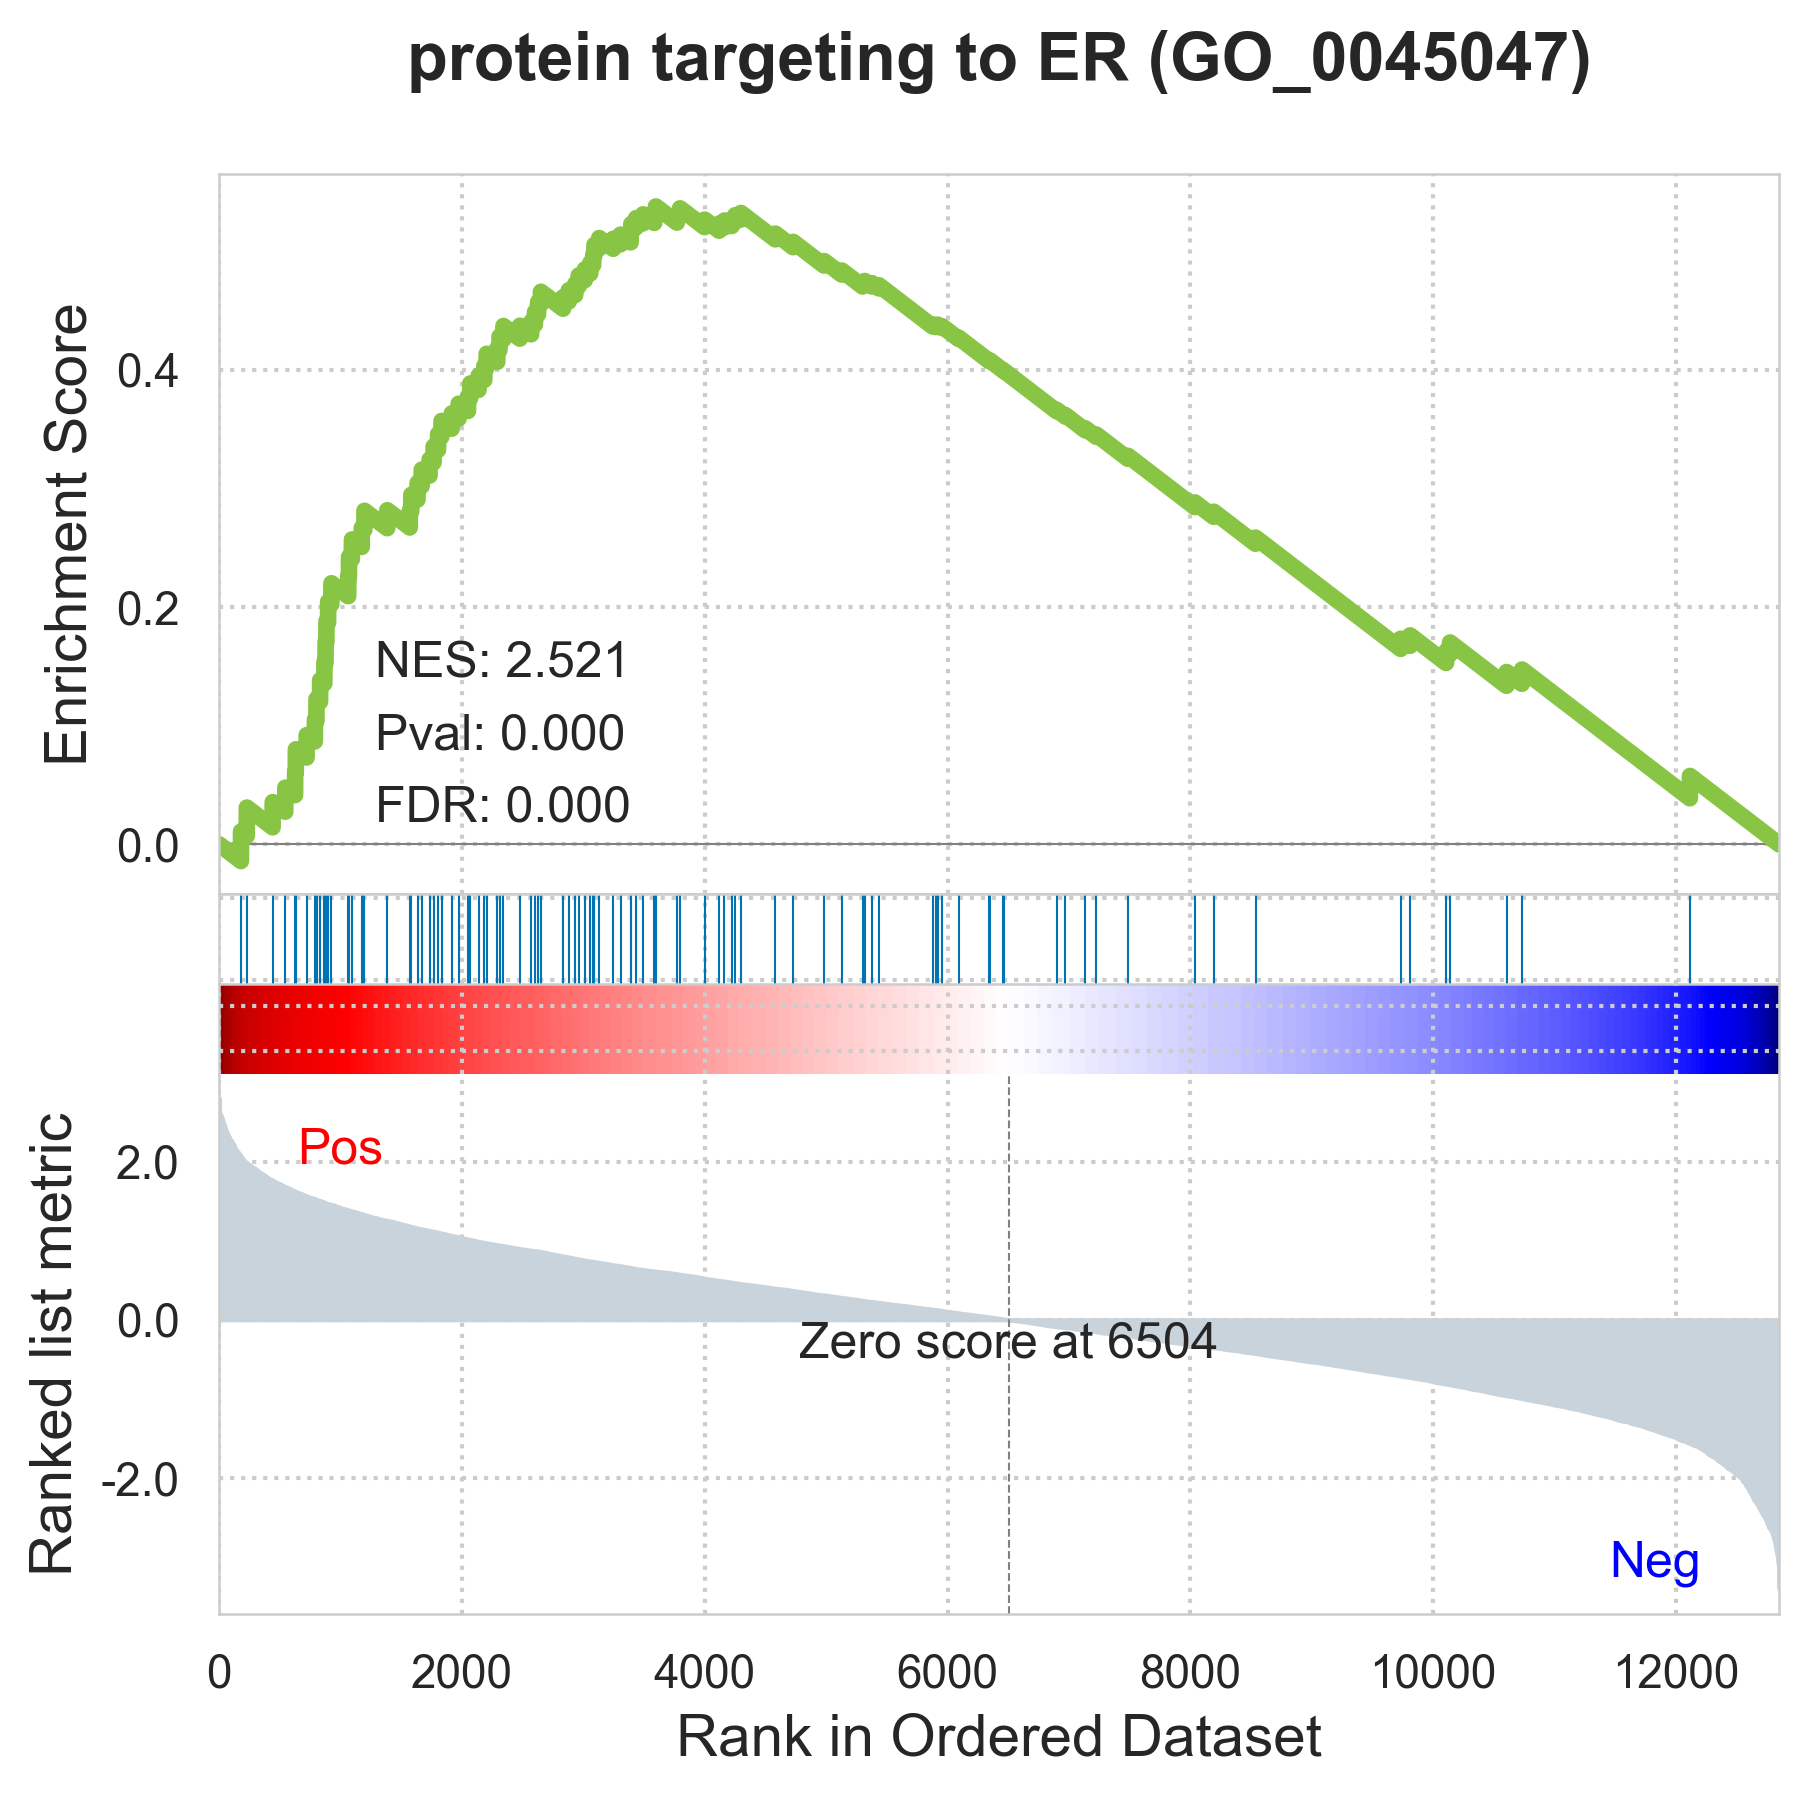 protein targeting to ER (GO_0045047)
Enrichment Score
0.4
0.2
0.0
NES: 2.521
Pval: 0.000
FDR: 0.000
Ranked list metric
2.0
0.0
-2.0
Pos
Zero score at 6504
Neg
0 2000 4000 6000 8000 10000 12000
Rank in Ordered Dataset